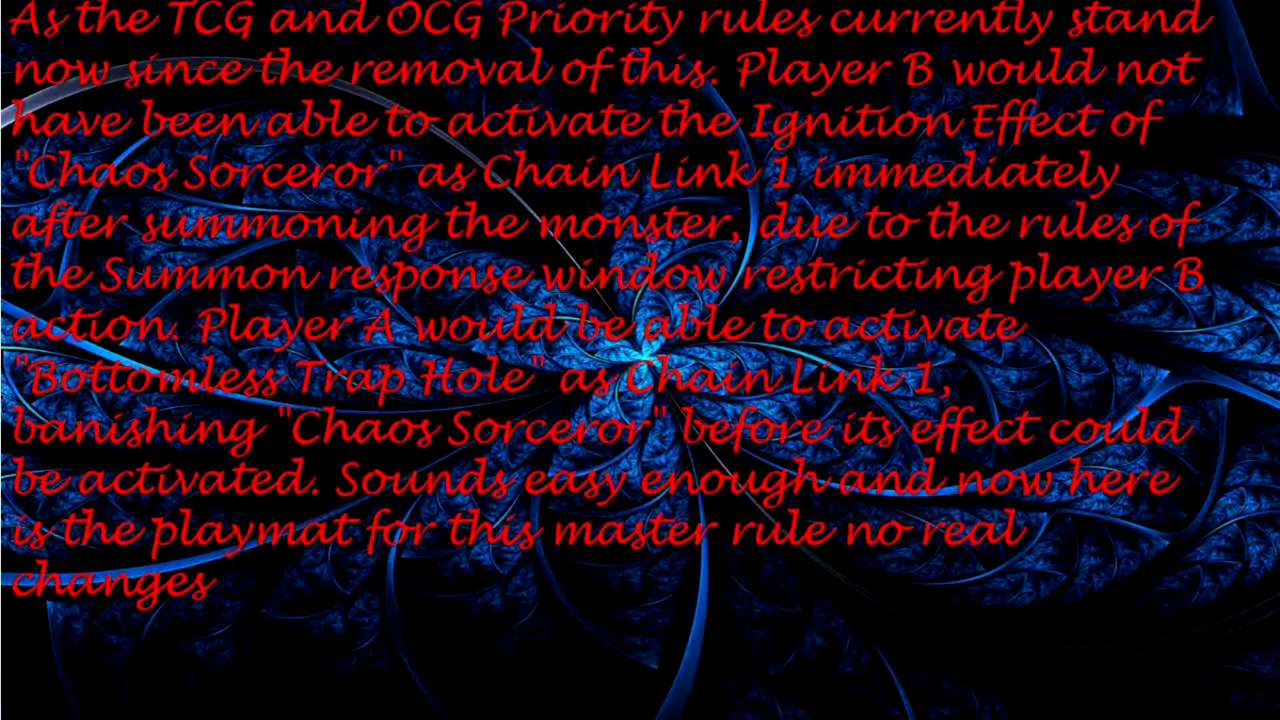 As the TCG and OCG Priority rules currently stand
now since the removal of this. Player B would not
have been able to activate the Ignition Effect of
"Chaos Sorceror" as Chain Link 1 immediately
after summoning the monster, due to the rules of
the Summon response window restricting player B
action. Player A would be able to activate
"Bottomless Trap Hole" as Chain Link 1,
banishing "Chaos Sorceror" before its effect could
be activated. Sounds easy enough and now here
is the playmat for this master rule no real
changes